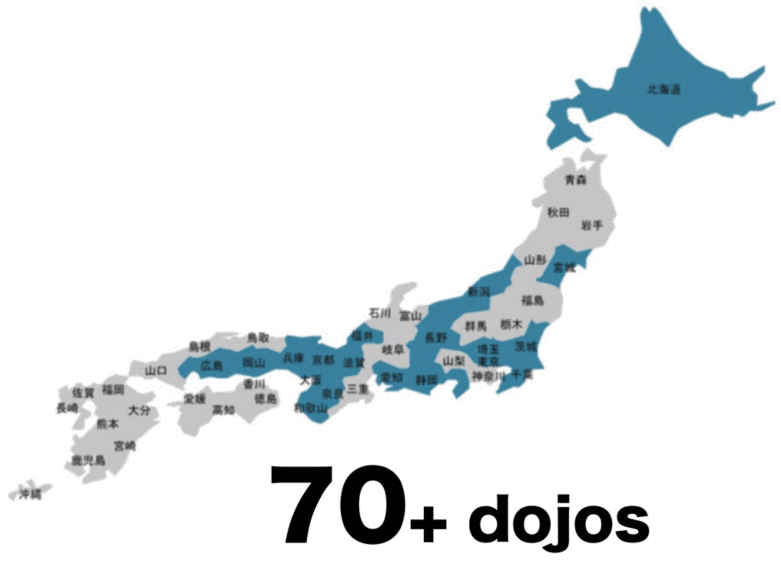 北海道
青森
秋田
岩手
山形
宮城
新潟
福島
石川
富山
群馬
栃木
福井
長野
埼玉
茨城
鳥取
島根
兵庫
京都
滋賀
岐阜
山梨
東京
広島
岡山
山口
大阪
愛知
静岡
神奈川
千葉
香川
奈良
三重
佐賀
福岡
愛媛
徳島
長崎
大分
高知
和歌山
熊本
宮崎
鹿児島
沖縄
70+ dojos